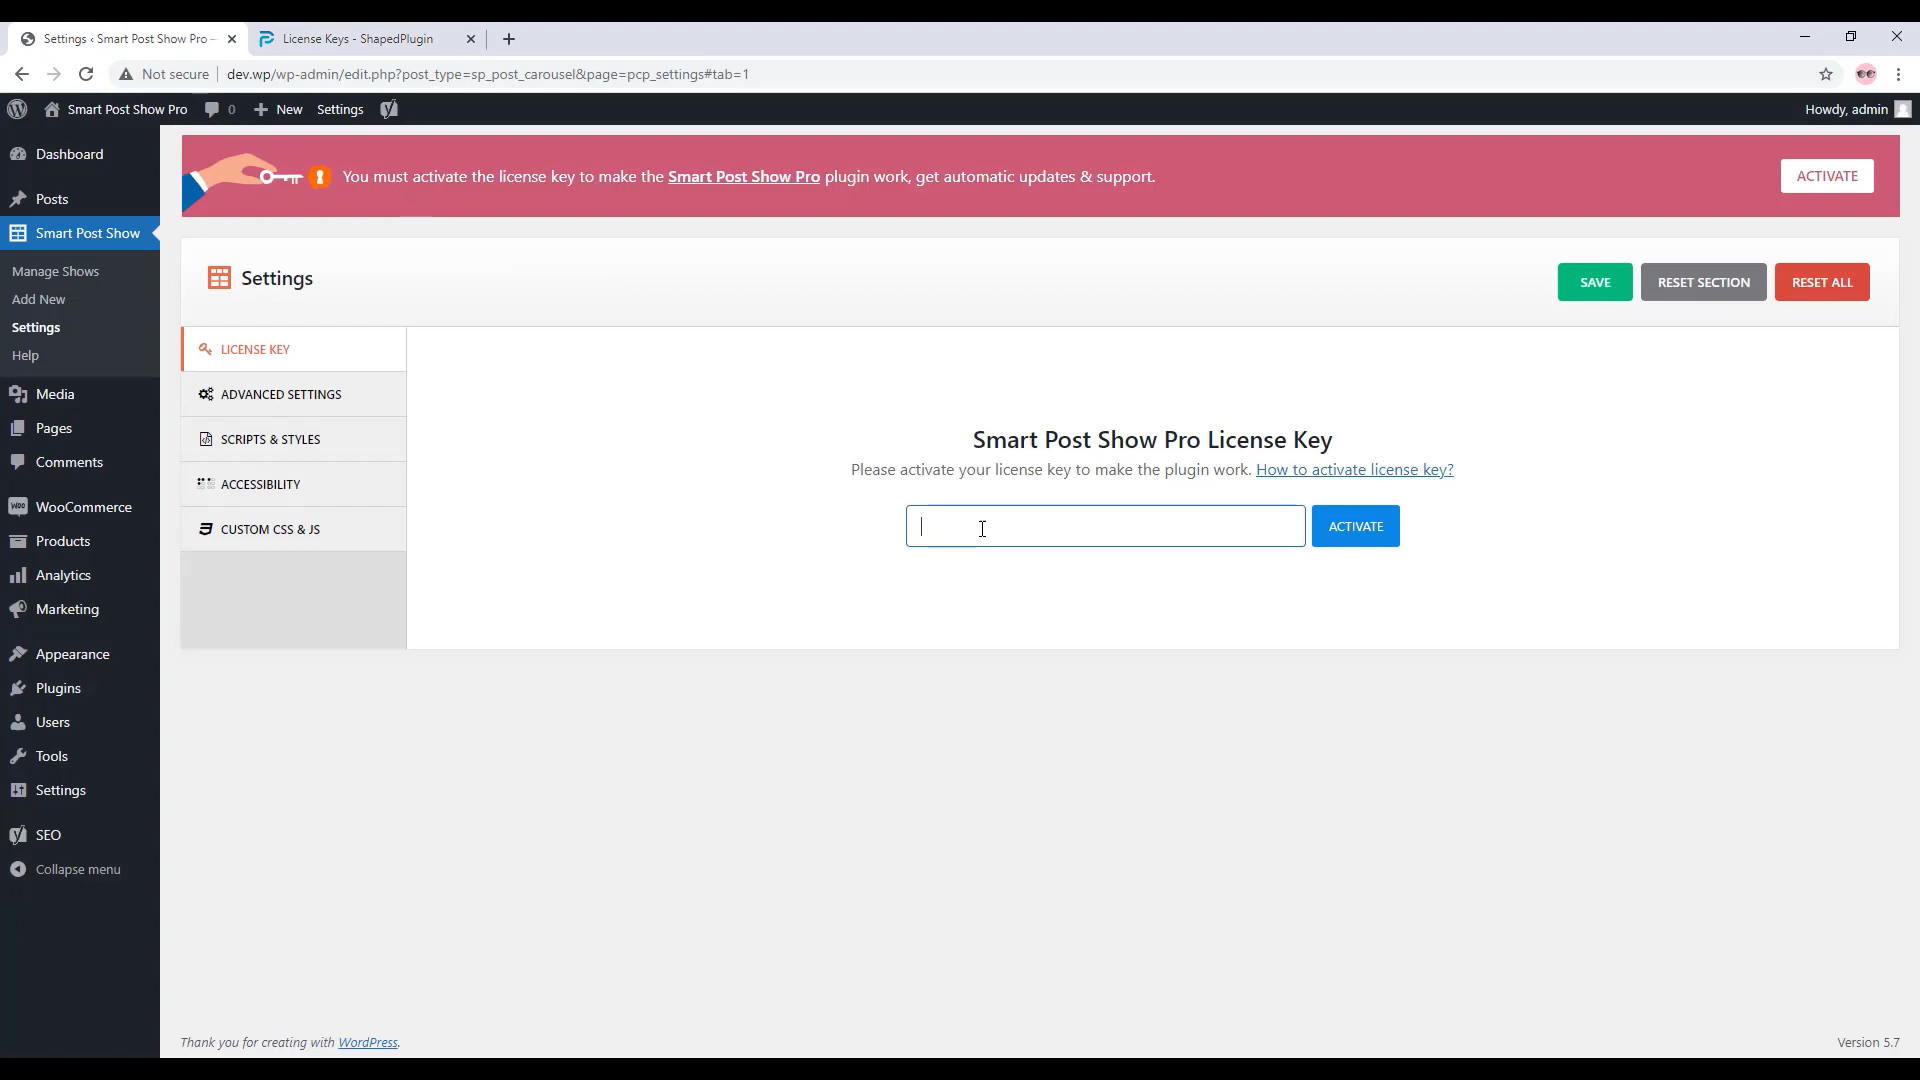 Settings ‹ Smart Post Show Pro –
License Keys - ShapedPlugin
Not secure
dev.wp/wp-admin/edit.php?post_type=sp_post_carousel&page=pcp_settings#tab=1
Smart Post Show Pro
0
New
Settings
Howdy, admin
Dashboard
Posts
Smart Post Show
Manage Shows
Add New
Settings
Help
Media
Pages
Comments
WooCommerce
Products
Analytics
Marketing
Appearance
Plugins
Users
Tools
Settings
SEO
Collapse menu
You must activate the license key to make the Smart Post Show Pro plugin work, get automatic updates & support.
ACTIVATE
Settings
SAVE
RESET SECTION
RESET ALL
LICENSE KEY
ADVANCED SETTINGS
SCRIPTS & STYLES
ACCESSIBILITY
CUSTOM CSS & JS
Smart Post Show Pro License Key
Please activate your license key to make the plugin work. How to activate license key?
ACTIVATE
Thank you for creating with WordPress.
Version 5.7